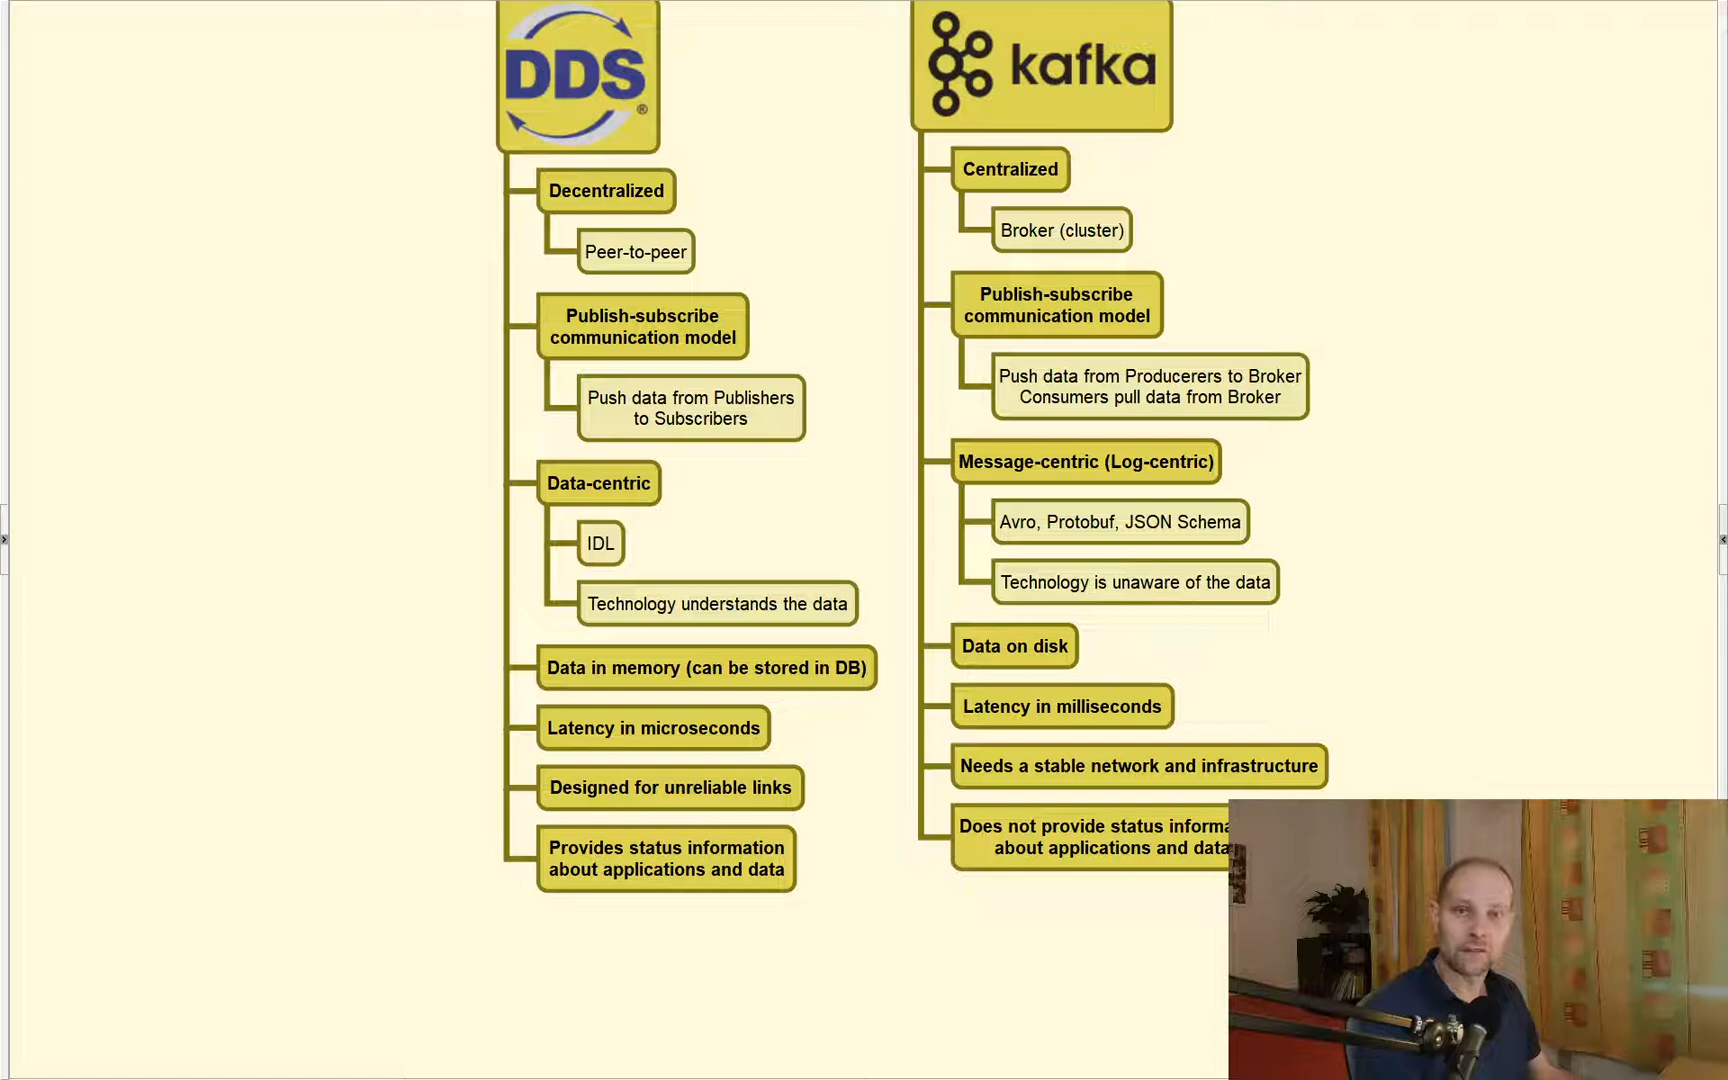 DDS
®
Decentralized
Peer-to-peer
Publish-subscribe
communication model
Push data from Publishers
to Subscribers
Data-centric
IDL
Technology understands the data
Data in memory (can be stored in DB)
Latency in microseconds
Designed for unreliable links
Provides status information
about applications and data
kafka
Centralized
Broker (cluster)
Publish-subscribe
communication model
Push data from Producerers to Broker
Consumers pull data from Broker
Message-centric (Log-centric)
Avro, Protobuf, JSON Schema
Technology is unaware of the data
Data on disk
Latency in milliseconds
Needs a stable network and infrastructure
Does not provide status
about applications and data